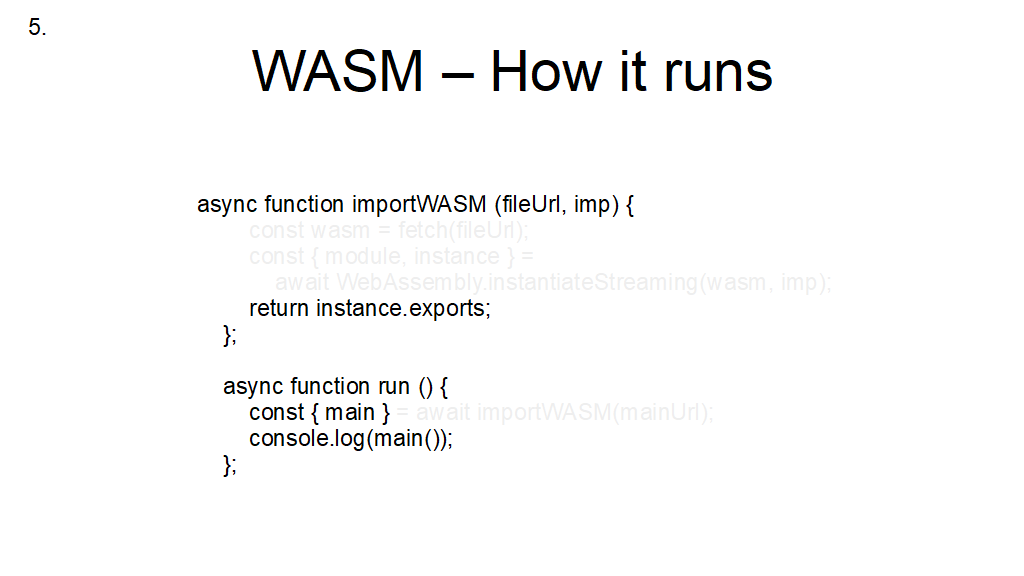 5.
WASM – How it runs
async function importWASM (fileUrl, imp) {
const wasm = fetch(fileUrl);
const { module, instance } =
await WebAssembly.instantiateStreaming(wasm, imp);
return instance.exports;
};
async function run () {
const { main } = await importWASM(mainUrl);
console.log(main());
};